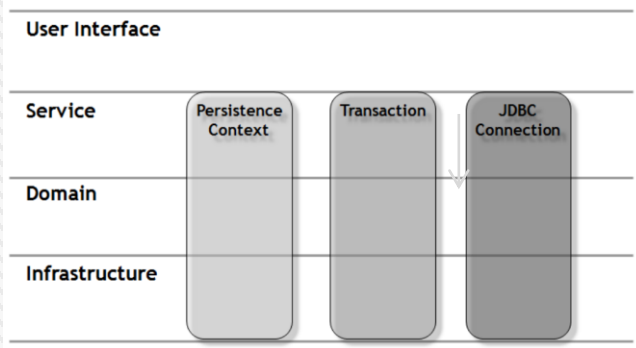 User Interface
Service
Persistence
Context
Transaction
JDBC
Connection
Domain
Infrastructure